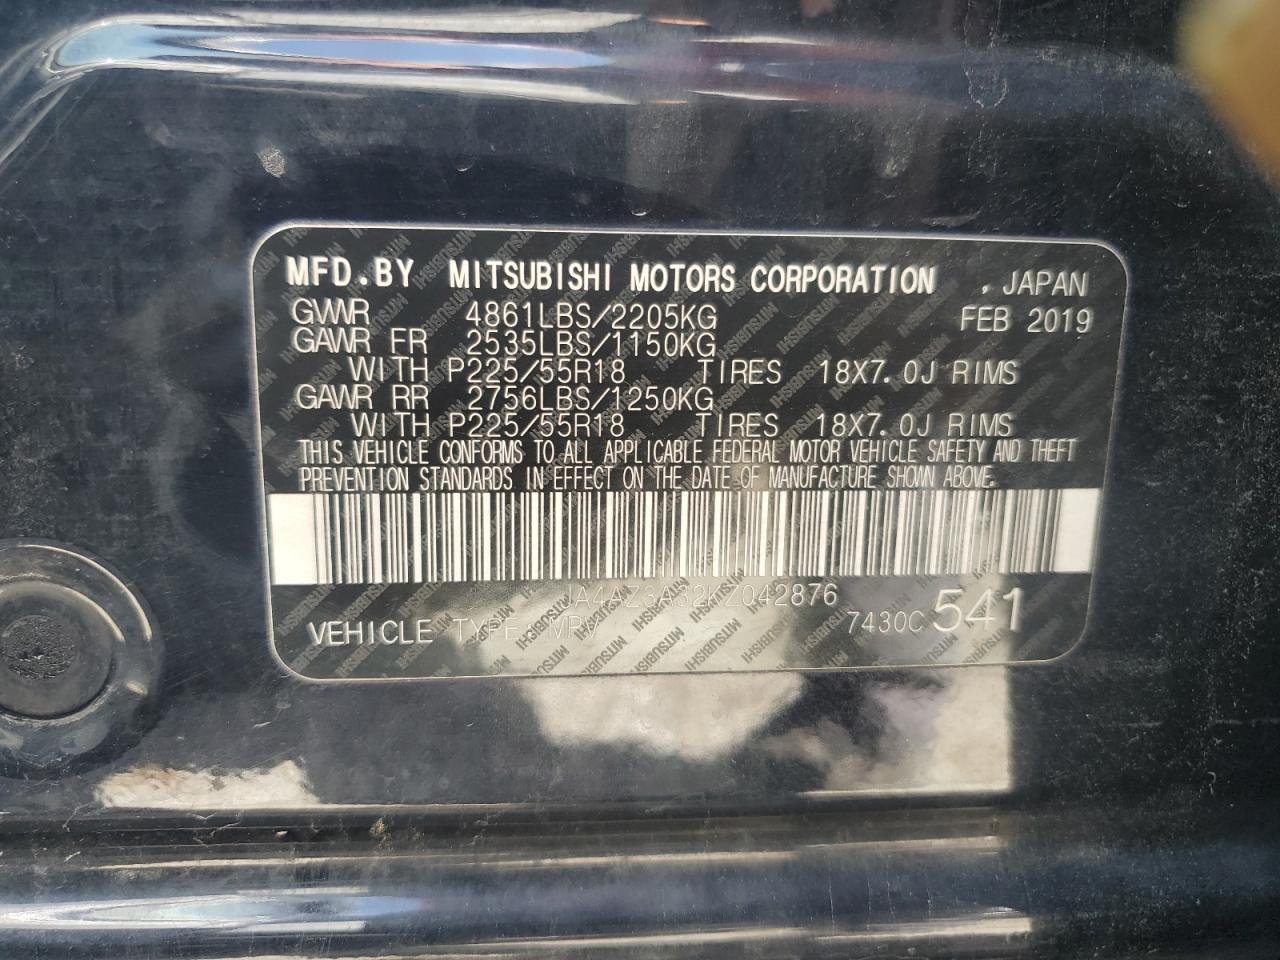 MFD.BY MITSUBISHI MOTORS CORPORATION , JAPAN
GVWR 4861LBS/2205KG FEB 2019
GAWR FR 2535LBS/1150KG
WITH P225/55R18 TIRES 18X7.0J RIMS
GAWR RR 2756LBS/1250KG
WITH P225/55R18 TIRES 18X7.0J RIMS
THIS VEHICLE CONFORMS TO ALL APPLICABLE FEDERAL MOTOR VEHICLE SAFETY AND THEFT
PREVENTION STANDARDS IN EFFECT ON THE DATE OF MANUFACTURE SHOWN ABOVE.
JA4AZ3A32KZ042876
VEHICLE TYPE: MPV 7430C 541